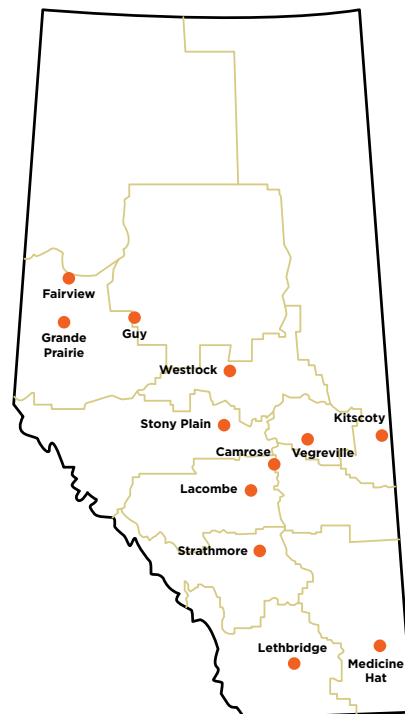 Fairview
Grande
Prairie
Guy
Westlock
Stony Plain
Kitscoty
Camrose
Vegreville
Lacombe
Strathmore
Lethbridge
Medicine
Hat